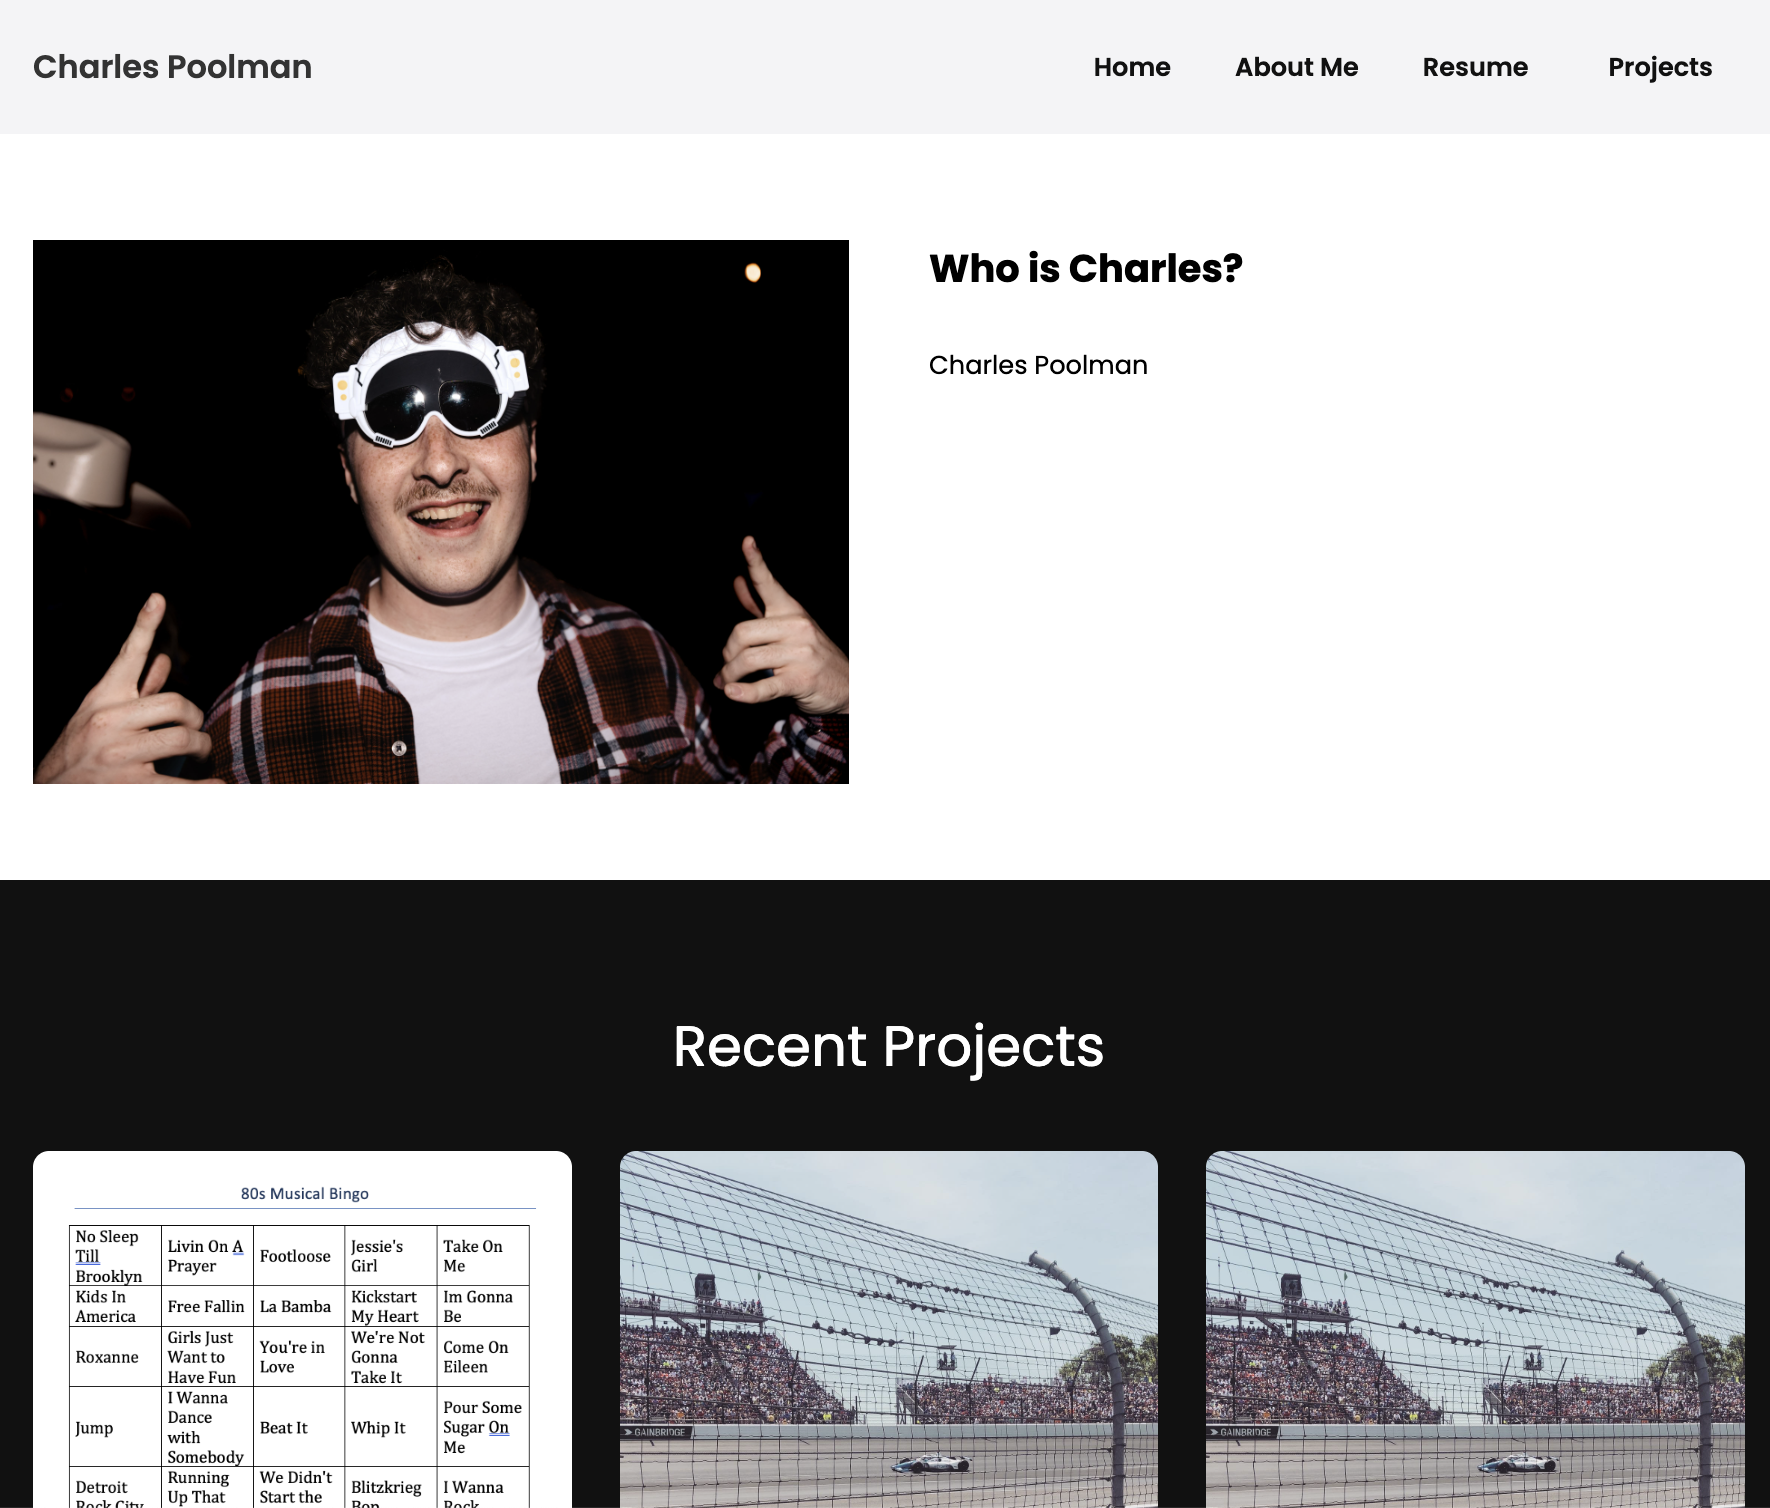 Charles Poolman
Home
About Me
Resume
Projects
Who is Charles?
Charles Poolman
Recent Projects
80s Musical Bingo
No Sleep
Till
Brooklyn
Livin On A
Prayer
Footloose
Jessie's
Girl
Take On
Me
Kids In
America
Free Fallin
La Bamba
Kickstart
My Heart
Im Gonna
Be
Roxanne
Girls Just
Want to
Have Fun
You're in
Love
We're Not
Gonna
Take It
Come On
Eileen
Jump
I Wanna
Dance
with
Somebody
Beat It
Whip It
Pour Some
Sugar On
Me
Detroit
Rock City
Running
Up That
We Didn't
Start the
Blitzkrieg
Bop
I Wanna
Rock
GAINBRIDGE
GAINBRIDGE